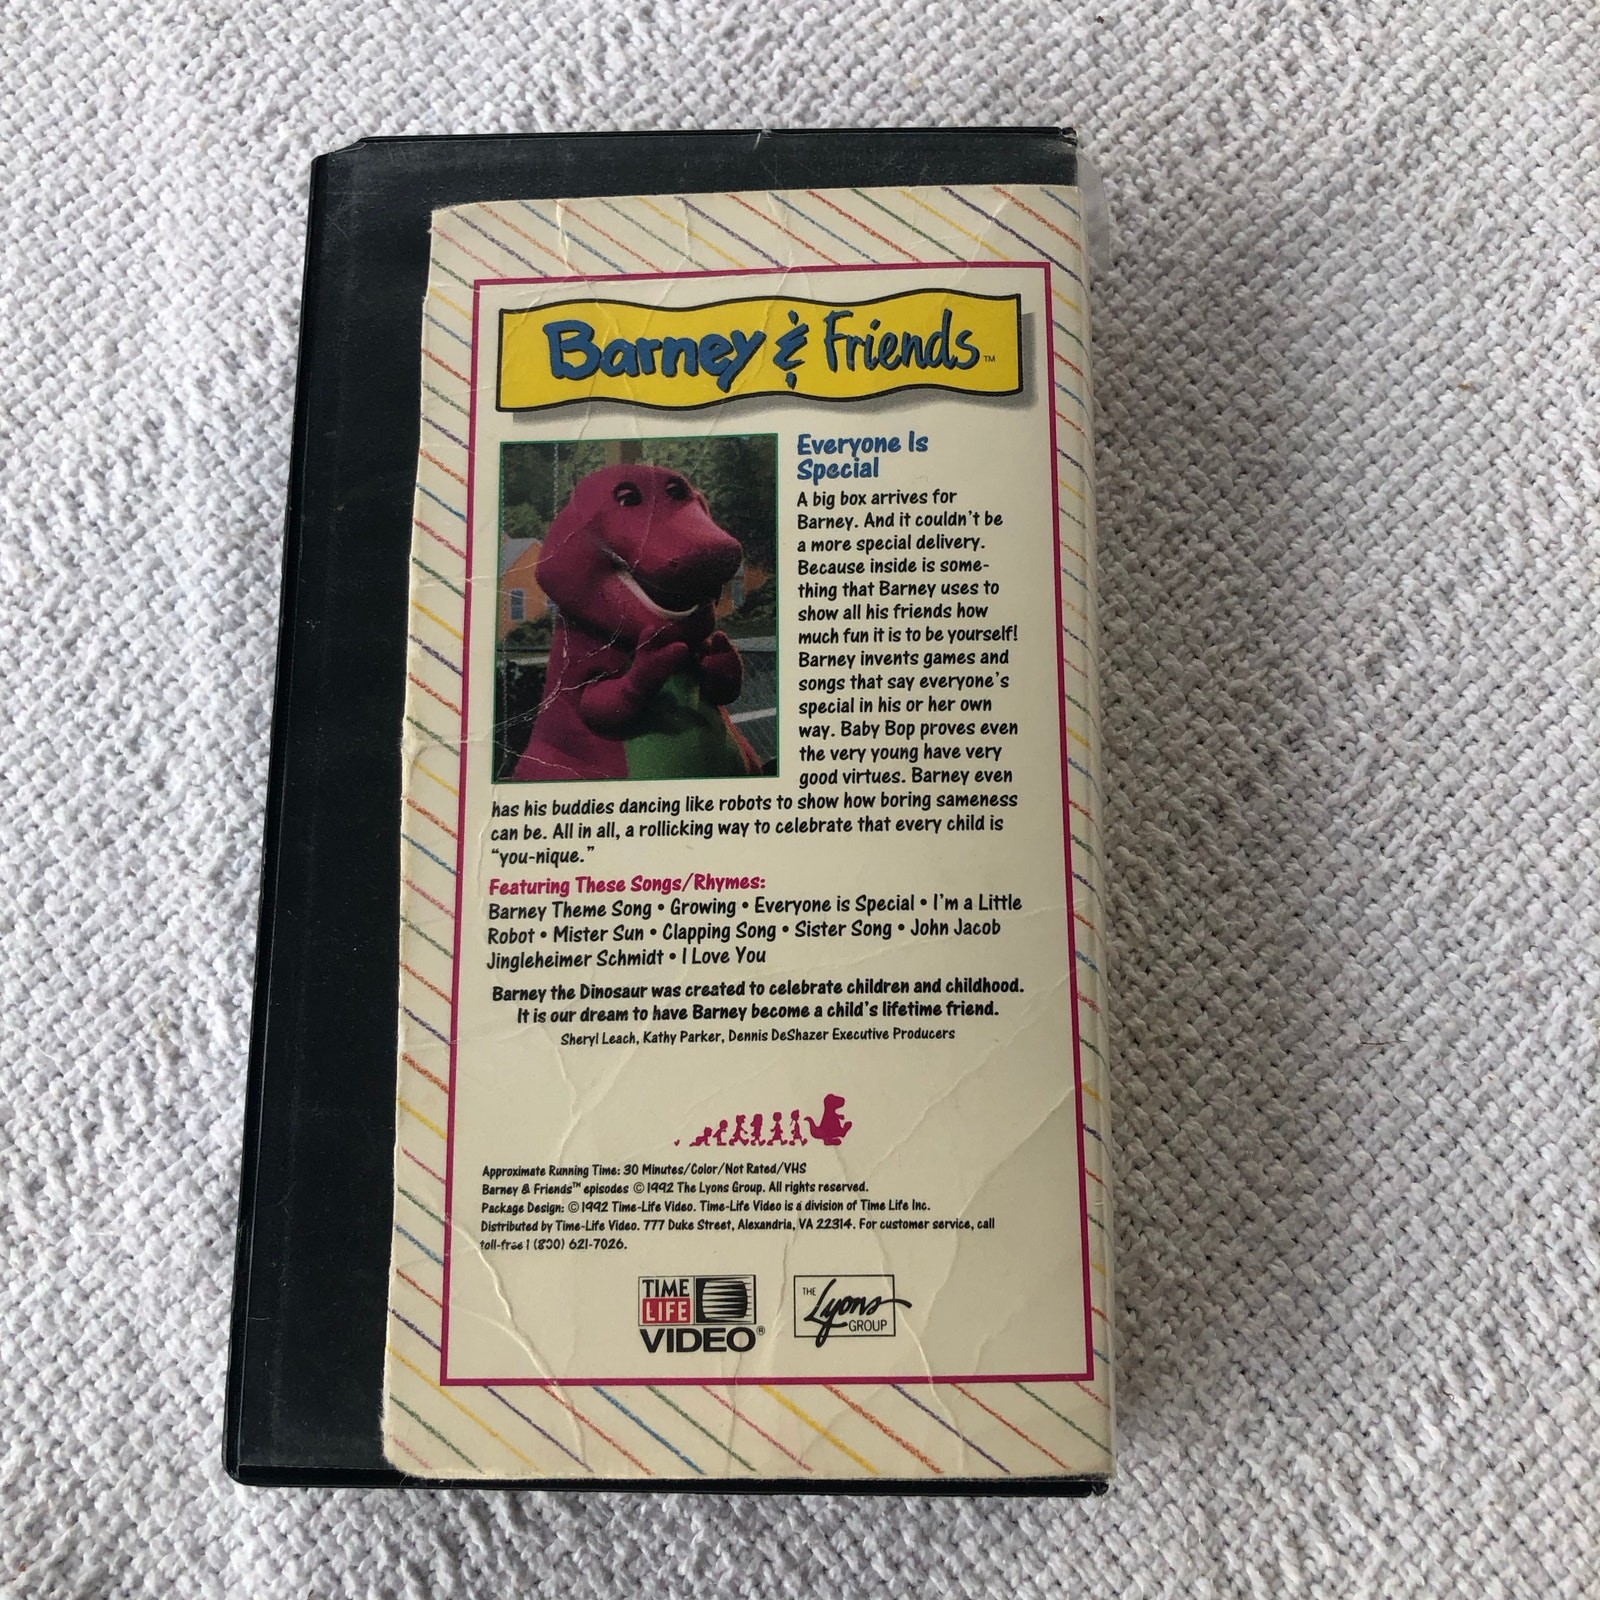 Barney & Friends™
Everyone Is
Special
A big box arrives for
Barney. And it couldn't be
a more special delivery.
Because inside is some-
thing that Barney uses to
show all his friends how
much fun it is to be yourself!
Barney invents games and
songs that say everyone's
special in his or her own
way. Baby Bop proves even
the very young have very
good virtues. Barney even
has his buddies dancing like robots to show how boring sameness
can be. All in all, a rollicking way to celebrate that every child is
“you-nique.”
Featuring These Songs/Rhymes:
Barney Theme Song • Growing • Everyone is Special • I'm a Little
Robot • Mister Sun • Clapping Song • Sister Song • John Jacob
Jingleheimer Schmidt • I Love You
Barney the Dinosaur was created to celebrate children and childhood.
It is our dream to have Barney become a child's lifetime friend.
Sheryl Leach, Kathy Parker, Dennis DeShazer Executive Producers
Approximate Running Time: 30 Minutes/Color/Not Rated/VHS
Barney & Friends™ episodes ©1992 The Lyons Group. All rights reserved.
Package Design: ©1992 Time-Life Video. Time-Life Video is a division of Time Life Inc.
Distributed by Time-Life Video. 777 Duke Street, Alexandria, VA 22314. For customer service, call
toll-free 1 (800) 621-7026.
TIME
LIFE
VIDEO®
THE
Lyons
GROUP